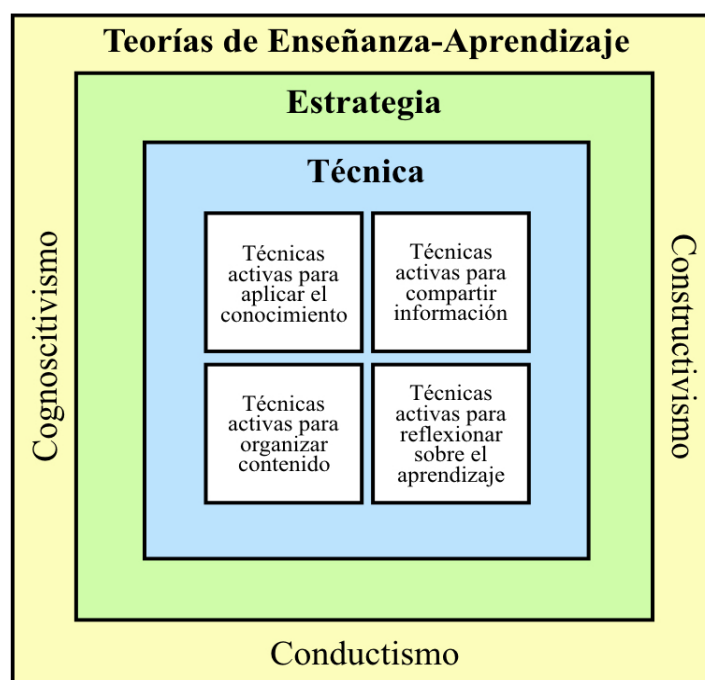 Teorías de Enseñanza-Aprendizaje
Estrategia
Técnica
Cognoscitivismo
Técnicas
activas para
aplicar el
conocimiento
Técnicas
activas para
compartir
información
Técnicas
activas para
organizar
contenido
Técnicas
activas para
reflexionar
sobre el
aprendizaje
Constructivismo
Conductismo